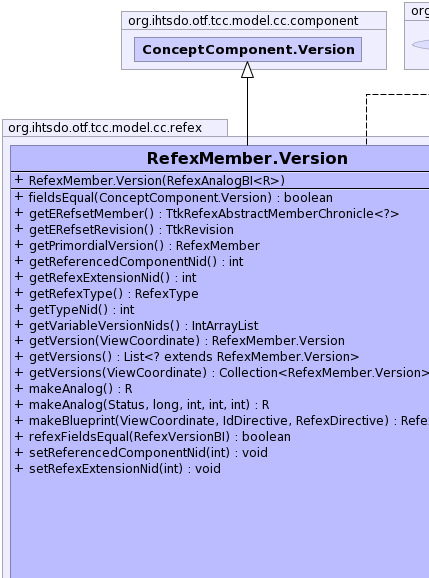 org.ihtsdo.otf.tcc.model.cc.component
org
ConceptComponent.Version
org.ihtsdo.otf.tcc.model.cc.refex
RefexMember.Version
+ RefexMember.Version(RefexAnalogBI<R>)
+ fieldsEqual(ConceptComponent.Version) : boolean
+ getERefsetMember() : TtkRefexAbstractMemberChronicle<?>
+ getERefsetRevision() : TtkRevision
+ getPrimordialVersion() : RefexMember
+ getReferencedComponentNid() : int
+ getRefexExtensionNid() : int
+ getRefexType() : RefexType
+ getTypeNid() : int
+ getVariableVersionNids() : IntArrayList
+ getVersion(ViewCoordinate) : RefexMember.Version
+ getVersions() : List<? extends RefexMember.Version>
+ getVersions(ViewCoordinate) : Collection<RefexMember.Version>
+ makeAnalog() : R
+ makeAnalog(Status, long, int, int, int) : R
+ makeBlueprint(ViewCoordinate, IdDirective, RefexDirective) : Refe
+ refexFieldsEqual(RefexVersionBI) : boolean
+ setReferencedComponentNid(int) : void
+ setRefexExtensionNid(int) : void